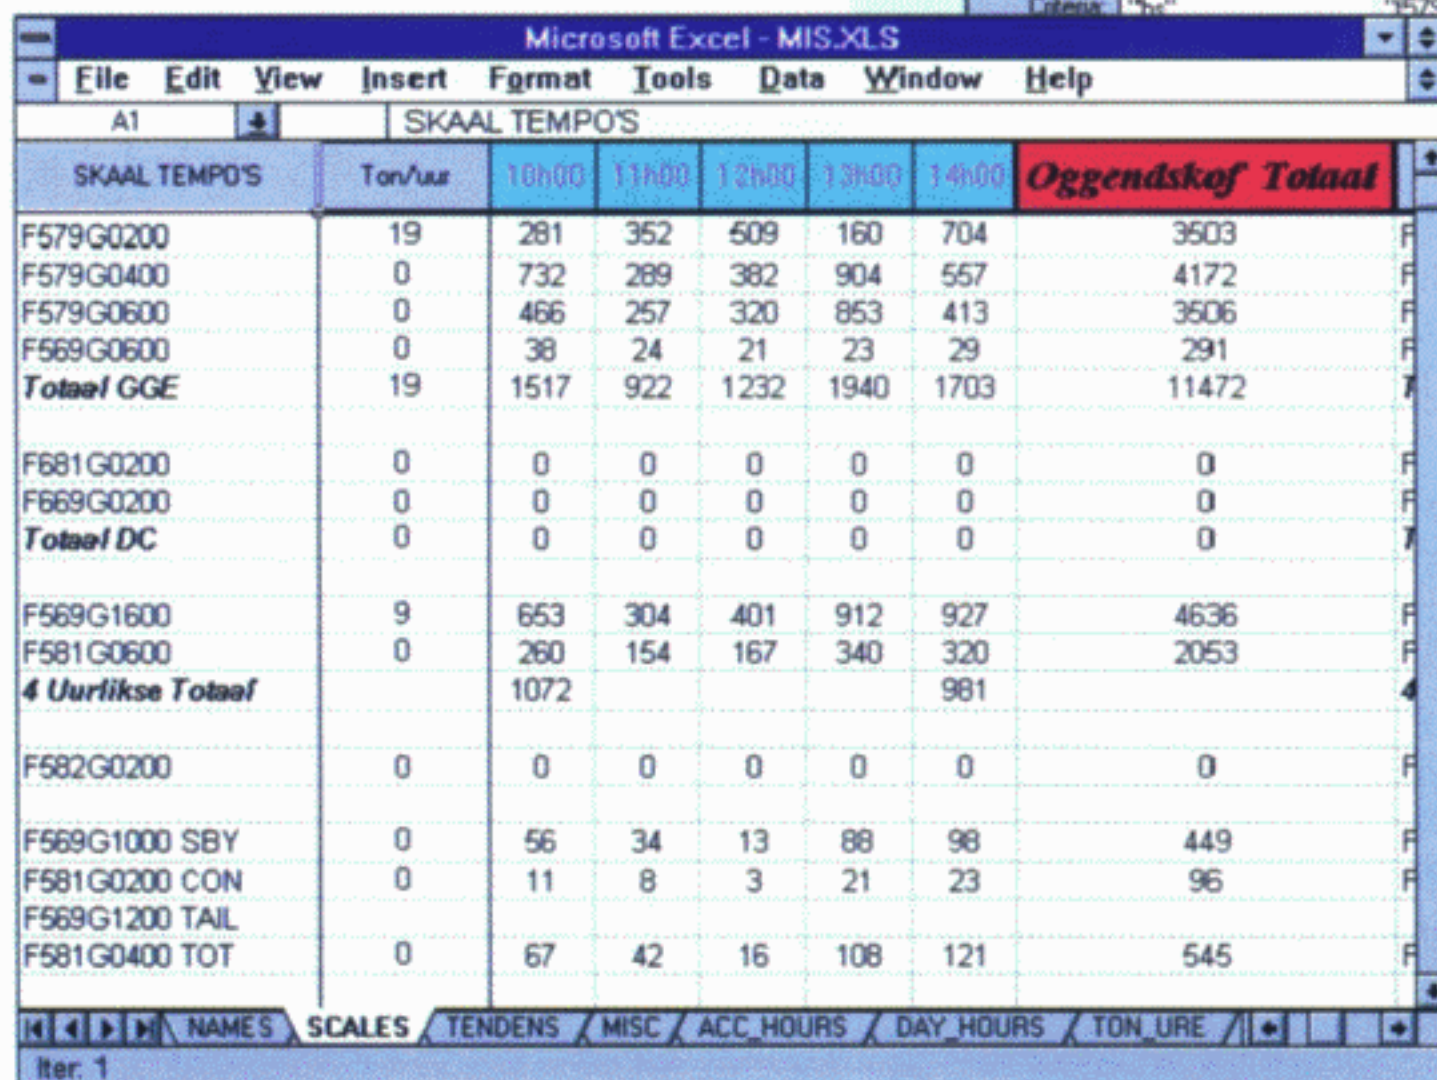 Criteria: "bs"
Microsoft Excel - MIS.XLS
File Edit View Insert Format Tools Data Window Help
A1 SKAAL TEMPO'S
SKAAL TEMPO'S Ton/uur 10h00 11h00 12h00 13h00 14h00 Oggendskof Totaal
F579G0200 19 281 352 509 160 704 3503 F
F579G0400 0 732 289 382 904 557 4172 F
F579G0600 0 466 257 320 853 413 3506 F
F569G0600 0 38 24 21 23 29 291 F
Totaal GGE 19 1517 922 1232 1940 1703 11472 T
F681G0200 0 0 0 0 0 0 0 F
F669G0200 0 0 0 0 0 0 0 F
Totaal DC 0 0 0 0 0 0 0 T
F569G1600 9 653 304 401 912 927 4636 F
F581G0600 0 260 154 167 340 320 2053 F
4 Uurlikse Totaal 1072 981 4
F582G0200 0 0 0 0 0 0 0 F
F569G1000 SBY 0 56 34 13 88 98 449 F
F581G0200 CON 0 11 8 3 21 23 96 F
F569G1200 TAIL
F581G0400 TOT 0 67 42 16 108 121 545 F
NAMES SCALES TENDENS MISC ACC_HOURS DAY_HOURS TON_URE
Iter: 1